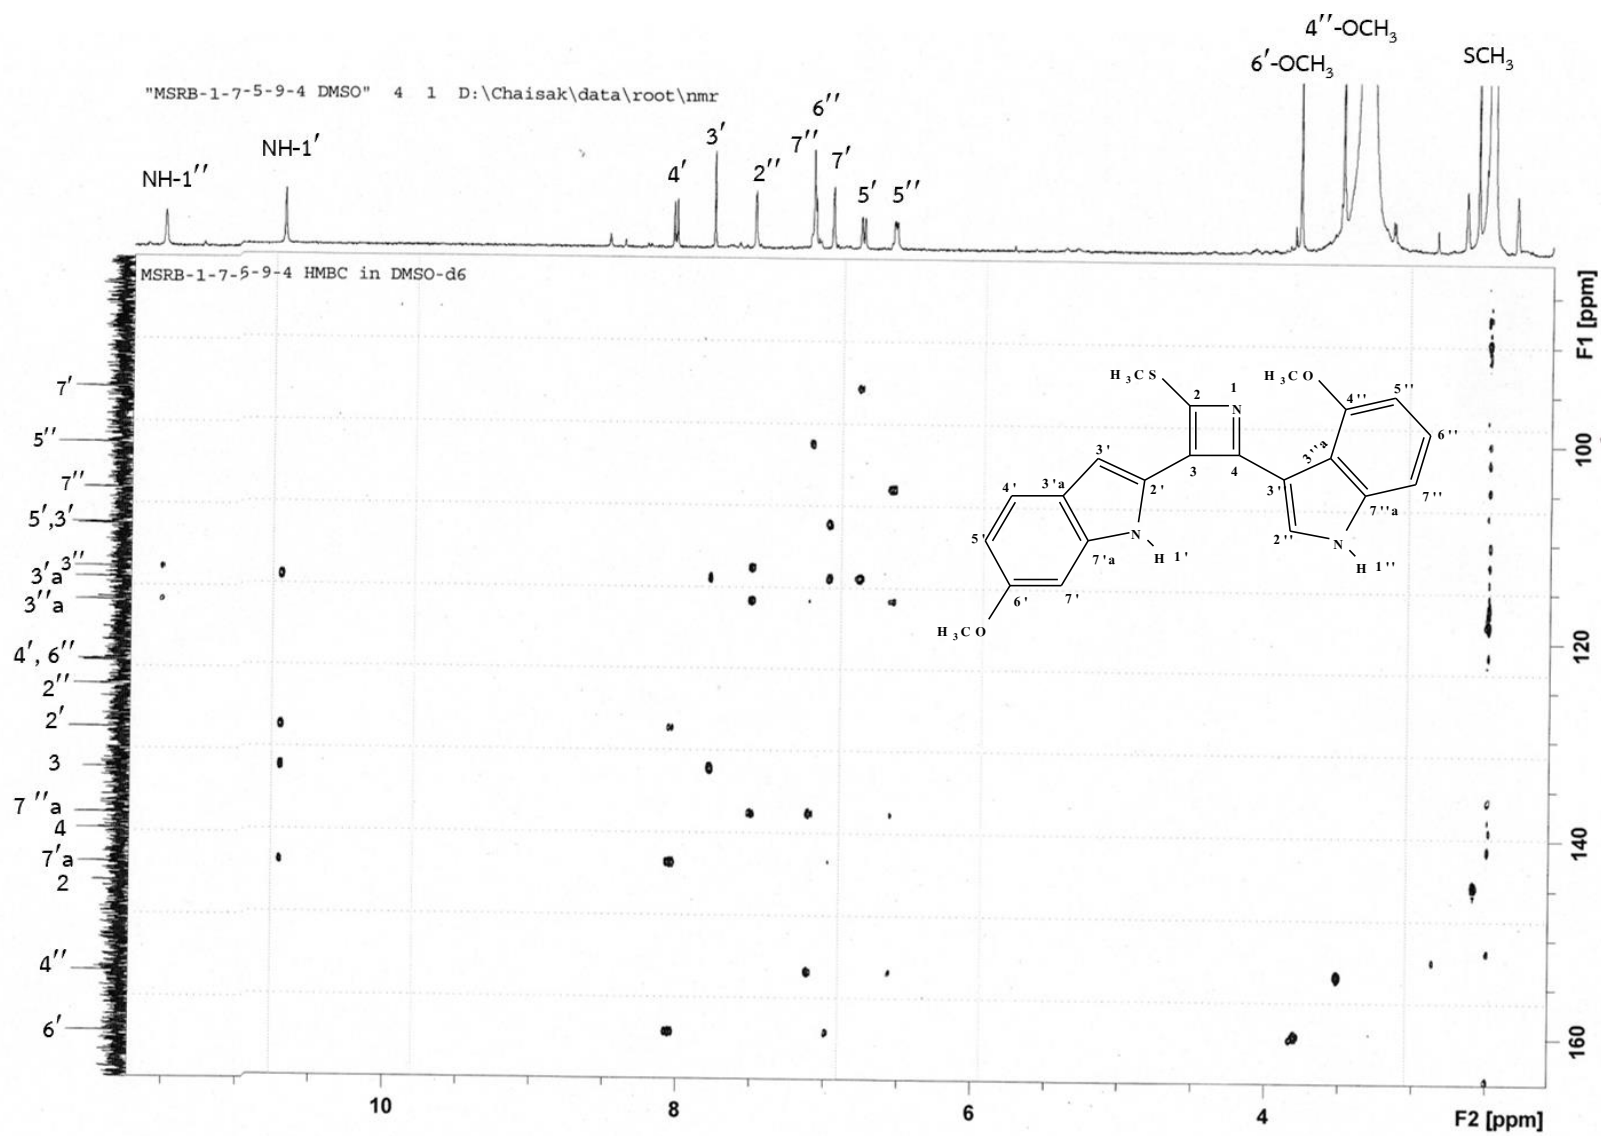 4''-OCH3
6'-OCH3
SCH3
"MSRB-1-7-5-9-4 DMSO" 4 1 D:\Chaisak\data\root\nmr
NH-1''
NH-1'
4'
3'
2''
7''
6''
7'
5'
5''
MSRB-1-7-5-9-4 HMBC in DMSO-d6
F1 [ppm]
7'
5''
7''
5',3'
3''
3'a
3''a
4', 6''
2''
2'
3
7 ''a
4
7'a
2
4''
6'
H3CS
2
1
N
H3CO
4''
5''
6''
3'
3
4
3''a
3''
4'
3'a
2'
7''
7''a
5'
N
H 1'
2''
N
H 1''
7'a
6'
7'
H3CO
100
120
140
160
10
8
6
4
F2 [ppm]